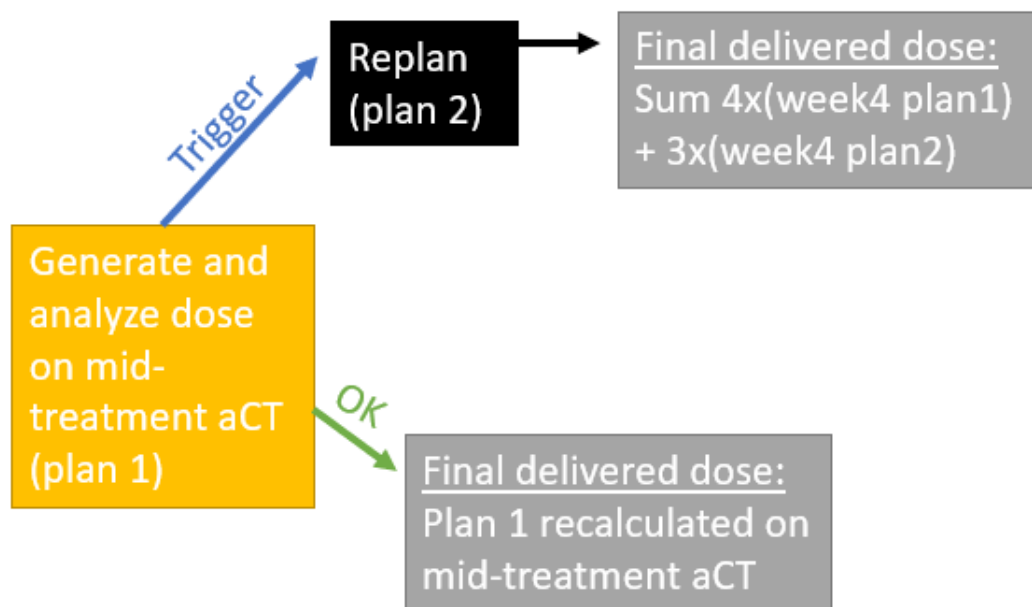 Generate and
analyze dose
on mid-
treatment aCT
(plan 1)
Trigger
Replan
(plan 2)
Final delivered dose:
Sum 4x(week4 plan1)
+ 3x(week4 plan2)
OK
Final delivered dose:
Plan 1 recalculated on
mid-treatment aCT